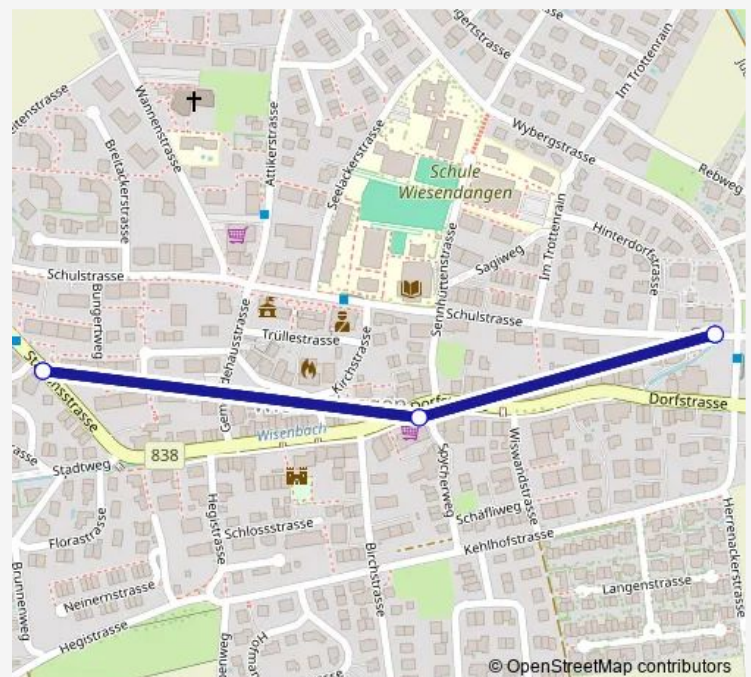 Wannenstrasse
Attikerstrasse
Breitackerstrasse
Seelackerstrasse
Schule
Wiesendangen
Wybergstrasse
Im Trottenrain
Rebweg
Hinterdorfstrasse
Im Trottenrain
Sagiweg
Sennhüttenstrasse
Schulstrasse
Bungertweg
Schulstrasse
Trüllestrasse
Kirchstrasse
Dorfstrasse
Wisenbach
838
Stadtweg
Spycherweg
Wiswandstrasse
Schäfliweg
Hegistrasse
Schlossstrasse
Florastrasse
Kehlhofstrasse
Birchstrasse
Herrenackerstrasse
Langenstrasse
Neinernstrasse
Brunnenweg
Hegistrasse
© OpenStreetMap contributors